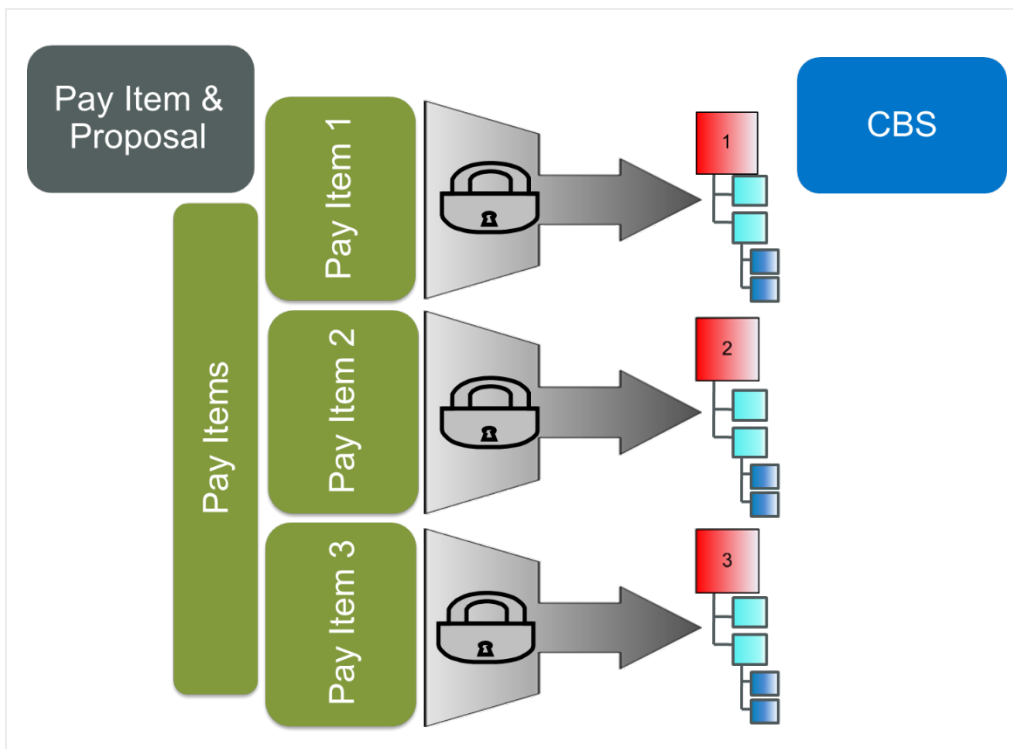 Pay Item &
Proposal
CBS
Pay Items
Pay Item 1
1
Pay Item 2
2
Pay Item 3
3